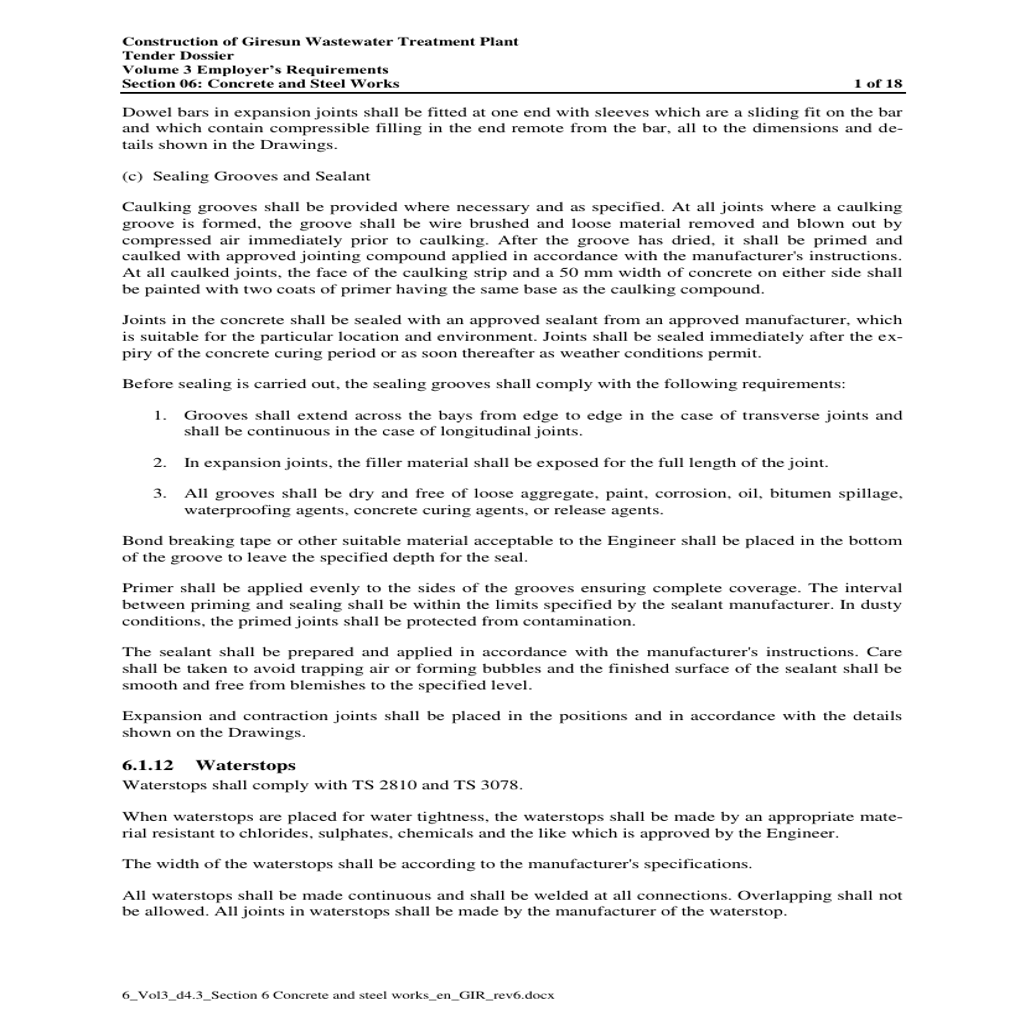 Construction of Giresun Wastewater Treatment Plant
Tender Dossier
Volume 3 Employer's Requirements
Section 06: Concrete and Steel Works 1 of 18
Dowel bars in expansion joints shall be fitted at one end with sleeves which are a sliding fit on the bar
and which contain compressible filling in the end remote from the bar, all to the dimensions and de-
tails shown in the Drawings.
(c) Sealing Grooves and Sealant
Caulking grooves shall be provided where necessary and as specified. At all joints where a caulking
groove is formed, the groove shall be wire brushed and loose material removed and blown out by
compressed air immediately prior to caulking. After the groove has dried, it shall be primed and
caulked with approved jointing compound applied in accordance with the manufacturer's instructions.
At all caulked joints, the face of the caulking strip and a 50 mm width of concrete on either side shall
be painted with two coats of primer having the same base as the caulking compound.
Joints in the concrete shall be sealed with an approved sealant from an approved manufacturer, which
is suitable for the particular location and environment. Joints shall be sealed immediately after the ex-
piry of the concrete curing period or as soon thereafter as weather conditions permit.
Before sealing is carried out, the sealing grooves shall comply with the following requirements:
1. Grooves shall extend across the bays from edge to edge in the case of transverse joints and
shall be continuous in the case of longitudinal joints.
2. In expansion joints, the filler material shall be exposed for the full length of the joint.
3. All grooves shall be dry and free of loose aggregate, paint, corrosion, oil, bitumen spillage,
waterproofing agents, concrete curing agents, or release agents.
Bond breaking tape or other suitable material acceptable to the Engineer shall be placed in the bottom
of the groove to leave the specified depth for the seal.
Primer shall be applied evenly to the sides of the grooves ensuring complete coverage. The interval
between priming and sealing shall be within the limits specified by the sealant manufacturer. In dusty
conditions, the primed joints shall be protected from contamination.
The sealant shall be prepared and applied in accordance with the manufacturer's instructions. Care
shall be taken to avoid trapping air or forming bubbles and the finished surface of the sealant shall be
smooth and free from blemishes to the specified level.
Expansion and contraction joints shall be placed in the positions and in accordance with the details
shown on the Drawings.
6.1.12 Waterstops
Waterstops shall comply with TS 2810 and TS 3078.
When waterstops are placed for water tightness, the waterstops shall be made by an appropriate mate-
rial resistant to chlorides, sulphates, chemicals and the like which is approved by the Engineer.
The width of the waterstops shall be according to the manufacturer's specifications.
All waterstops shall be made continuous and shall be welded at all connections. Overlapping shall not
be allowed. All joints in waterstops shall be made by the manufacturer of the waterstop.
6_Vol3_d4.3_Section 6 Concrete and steel works_en_GIR_rev6.docx